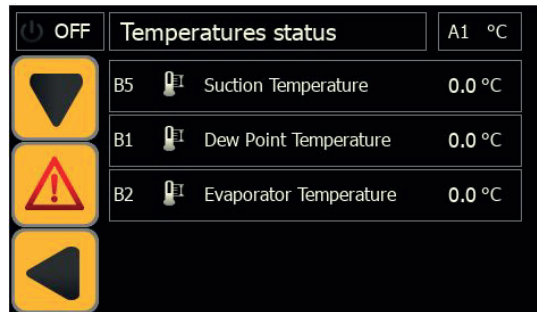 OFF Temperatures status A1 °C
B5 Suction Temperature 0.0 °C
B1 Dew Point Temperature 0.0 °C
B2 Evaporator Temperature 0.0 °C